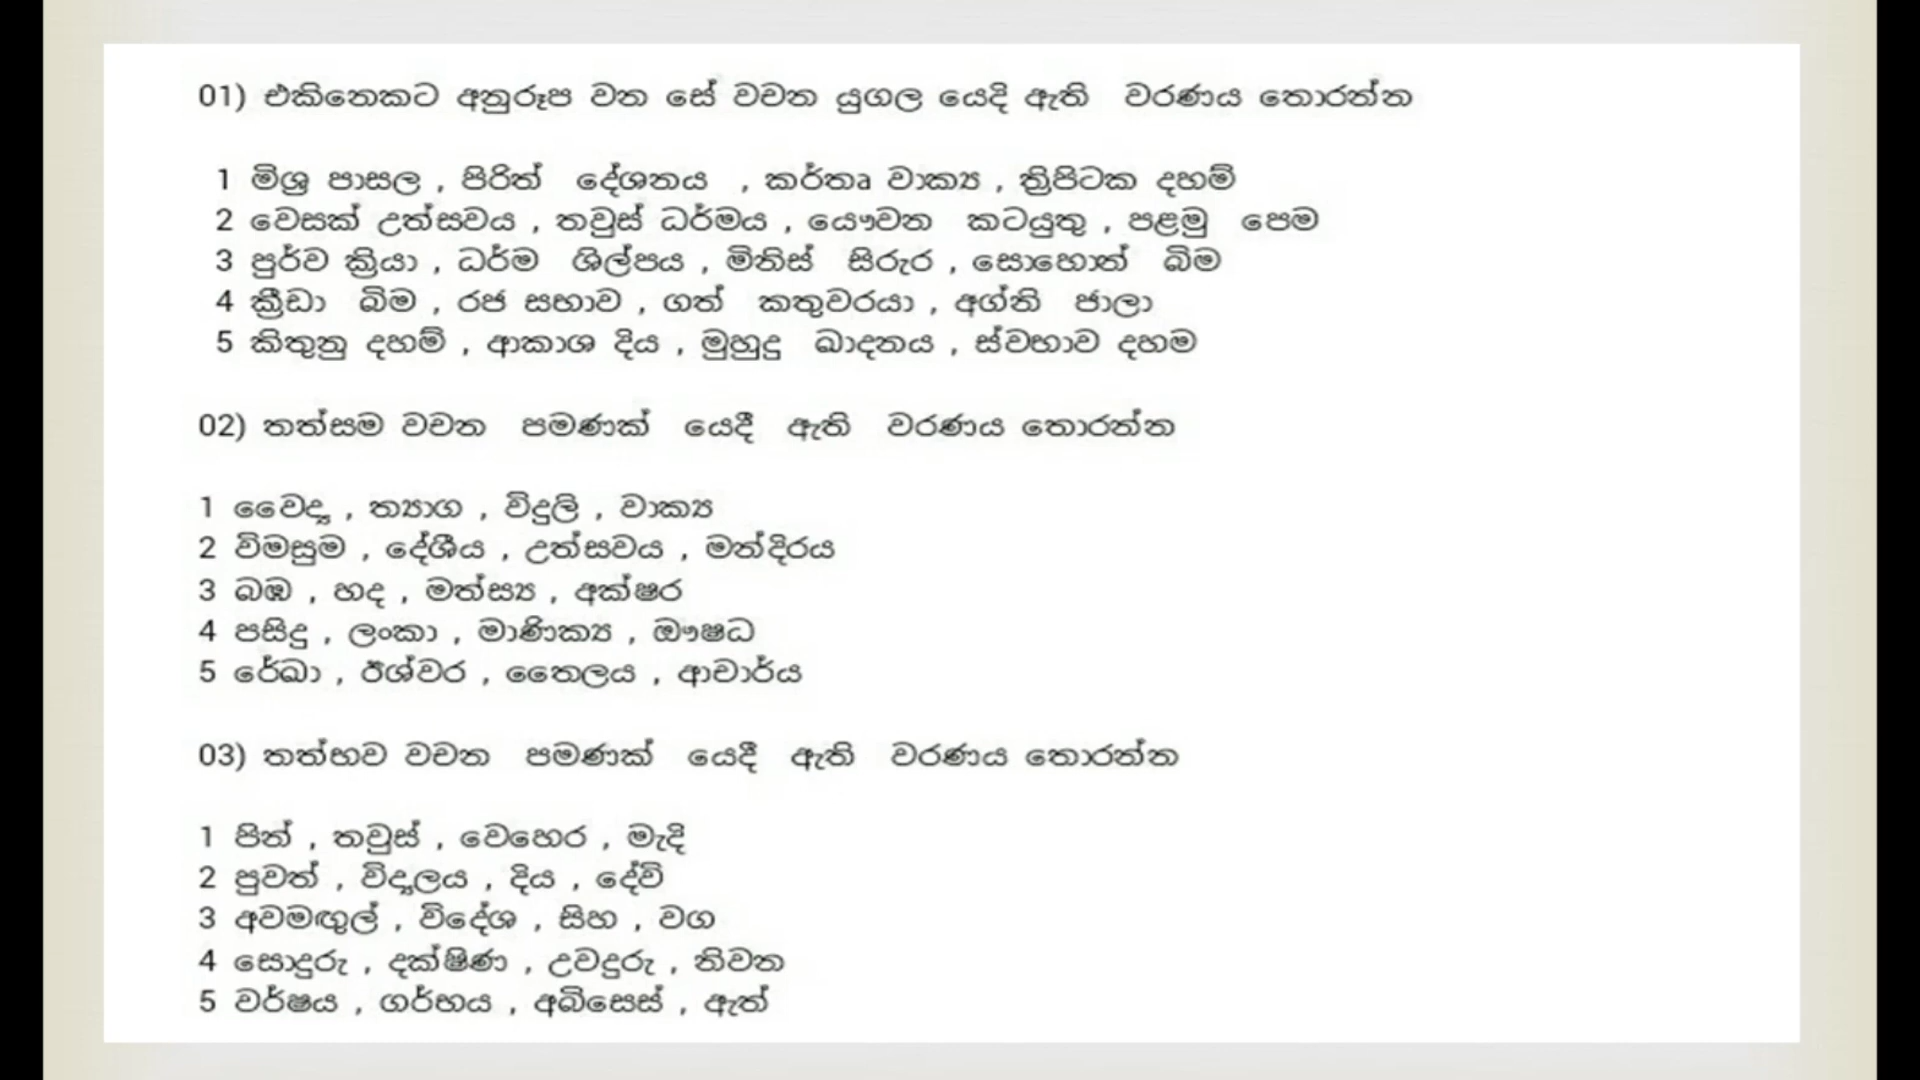 01) එකිනෙකට අනුරූප වන සේ වචන යුගල යෙදි ඇති වරණය තොරන්න
1 මිශ්‍ර පාසල , පිරිත් දේශනය , කර්තෘ වාක්‍ය , ත්‍රිපිටක දහම්
2 වෙසක් උත්සවය , තවුස් ධර්මය , යෞවන කටයුතු , පළමු පෙම
3 පුර්ව ක්‍රියා , ධර්ම ශිල්පය , මිනිස් සිරුර , සොහොන් බිම
4 ක්‍රීඩා බිම , රජ සභාව , ගත් කතුවරයා , අග්නි ජාලා
5 කිතුනු දහම් , ආකාශ දිය , මුහුදු ඛාදනය , ස්වභාව දහම
02) තත්සම වචන පමණක් යෙදී ඇති වරණය තොරන්න
1 වෛද්‍ය , ත්‍යාග , විදුලි , වාක්‍ය
2 විමසුම , දේශීය , උත්සවය , මන්දිරය
3 බඹ , හද , මත්ස්‍ය , අක්ෂර
4 පසිදු , ලංකා , මාණික්‍ය , ඖෂධ
5 රේඛා , ඊශ්වර , තෛලය , ආචාර්ය
03) තත්භව වචන පමණක් යෙදී ඇති වරණය තොරන්න
1 පින් , තවුස් , වෙහෙර , මැදි
2 පුවත් , විද්‍යාලය , දිය , දේවි
3 අවමඟුල් , විදේශ , සිහ , වග
4 සොදුරු , දක්ෂිණ , උවදුරු , නිවන
5 වර්ෂය , ගර්භය , අබිසෙස් , ඇත්